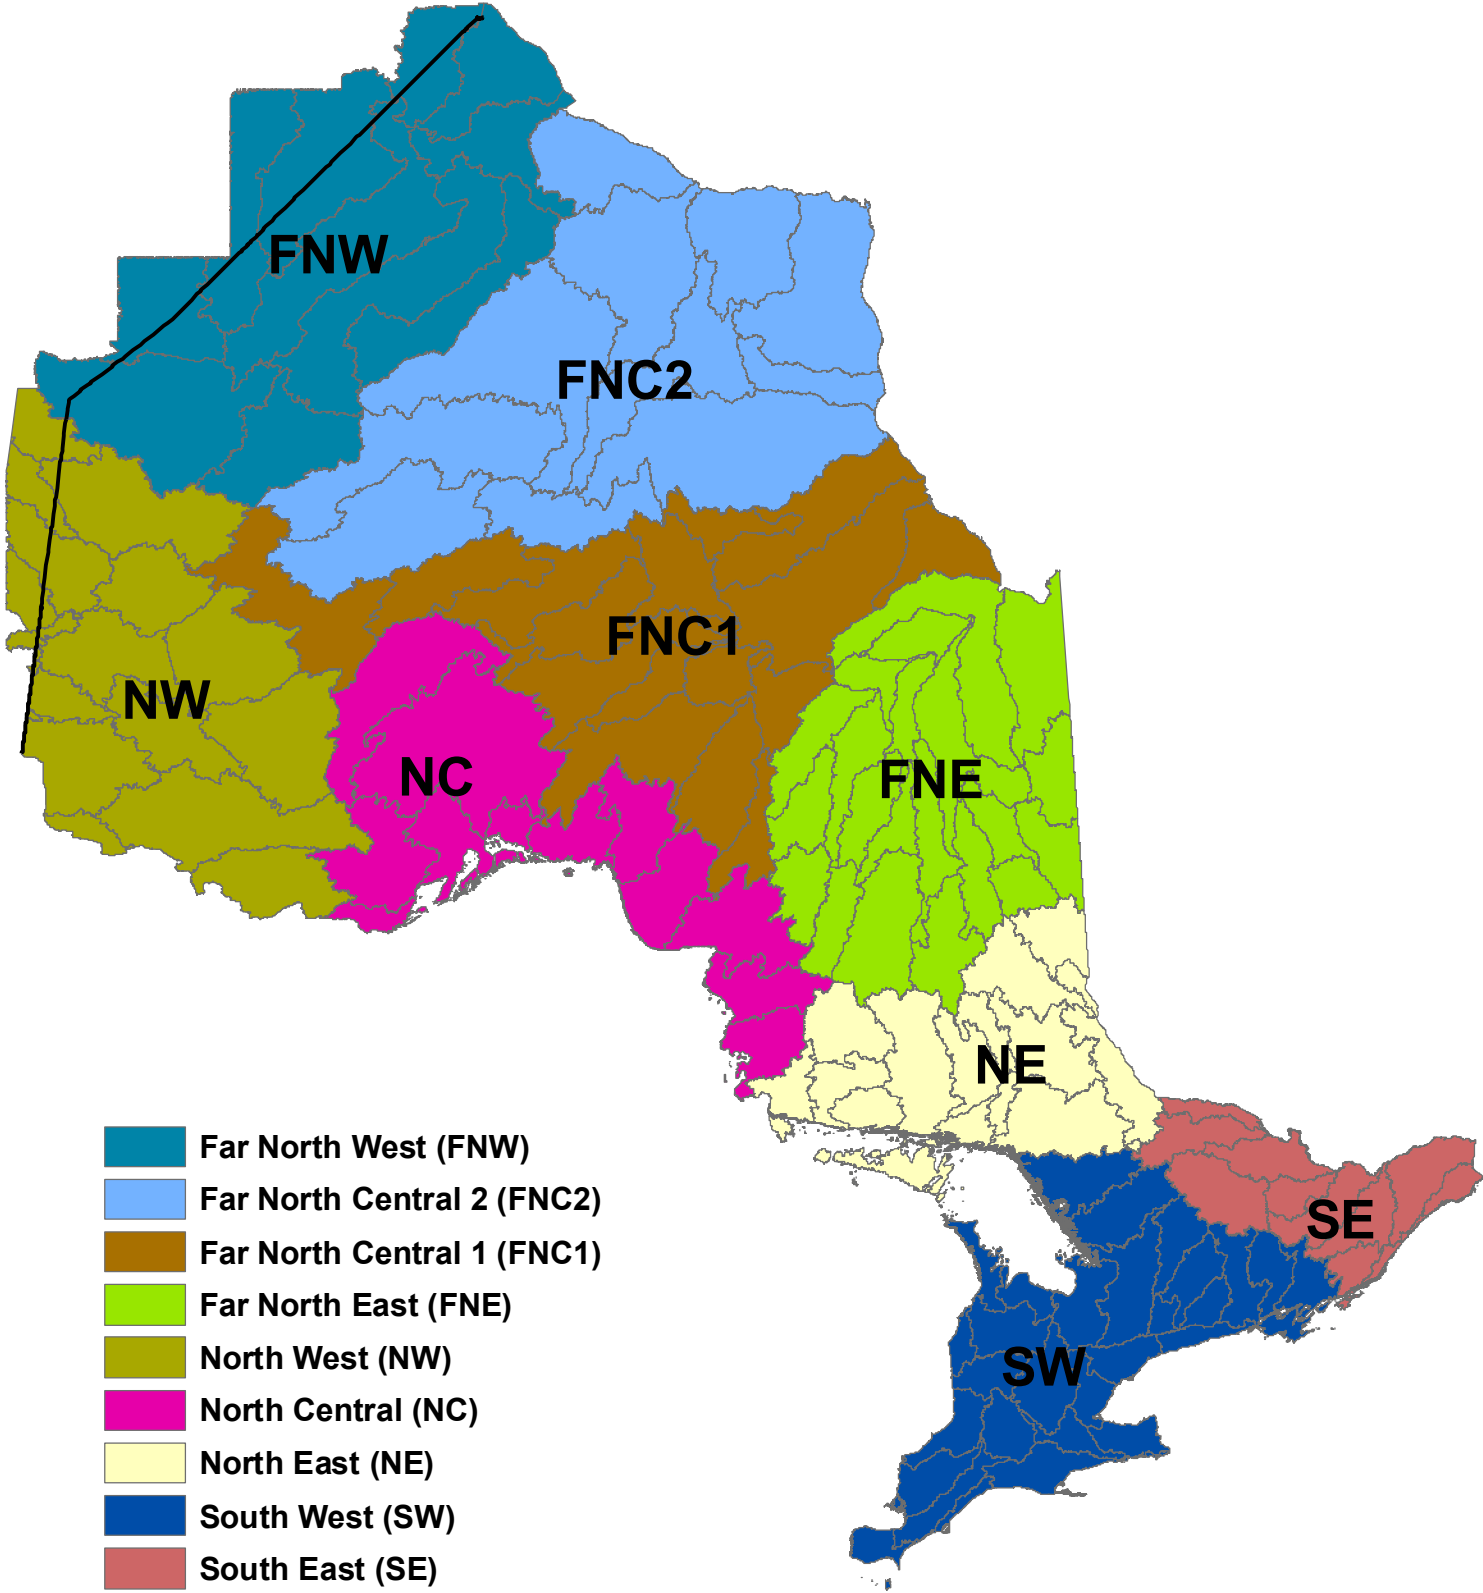 FNW
FNC2
FNC1
NW
NC
FNE
NE
SE
SW
Far North West (FNW)
Far North Central 2 (FNC2)
Far North Central 1 (FNC1)
Far North East (FNE)
North West (NW)
North Central (NC)
North East (NE)
South West (SW)
South East (SE)